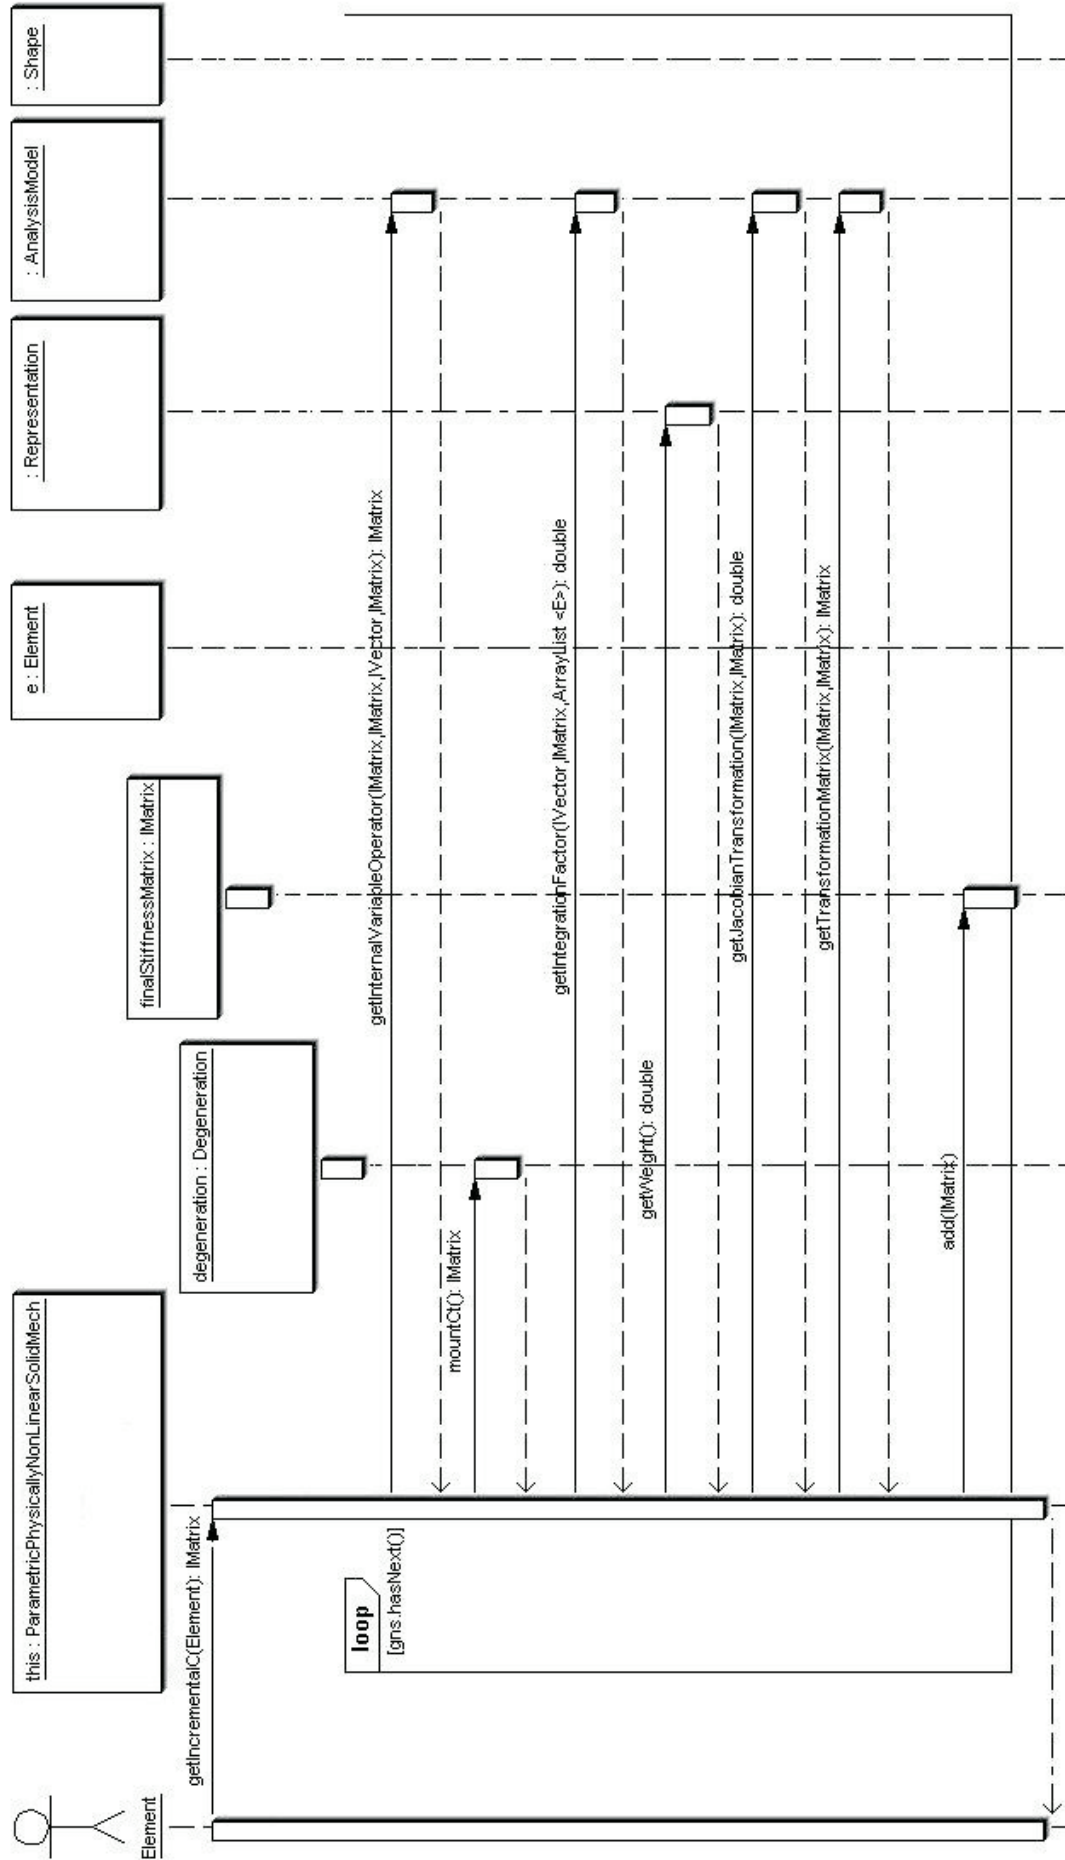 Element
this : ParametricPhysicallyNonLinearSolidMech
degeneration : Degeneration
finalStiffnessMatrix : IMatrix
e : Element
: Representation
: AnalysisModel
: Shape
getIncrementalC(Element): IMatrix
loop
[gns.hasNext()]
getInternalVariableOperator(IMatrix,IVector,IVector,IMatrix): IMatrix
mountCt(): IMatrix
getIntegrationFactor(IVector,IMatrix,ArrayList <E>): double
getWeight(): double
getJacobianTransformation(IMatrix,IMatrix): double
getTransformationMatrix(IMatrix,IMatrix): IMatrix
add(IMatrix)